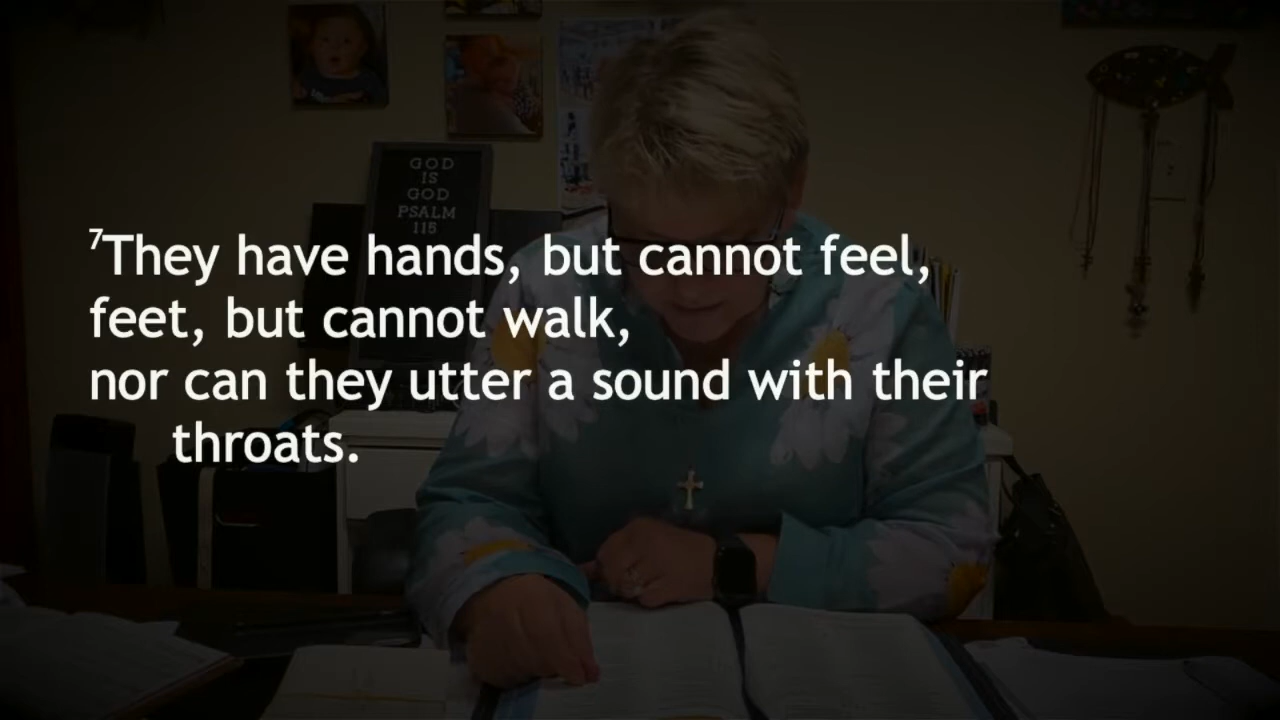 GOD
IS
GOD
PSALM
115
7They have hands, but cannot feel,
feet, but cannot walk,
nor can they utter a sound with their
throats.